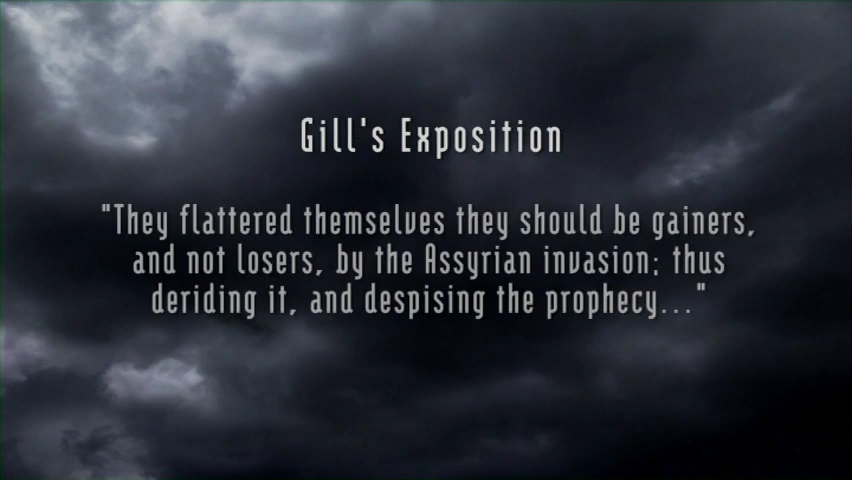 Gill's Exposition
"They flattered themselves they should be gainers,
and not losers, by the Assyrian invasion; thus
deriding it, and despising the prophecy..."